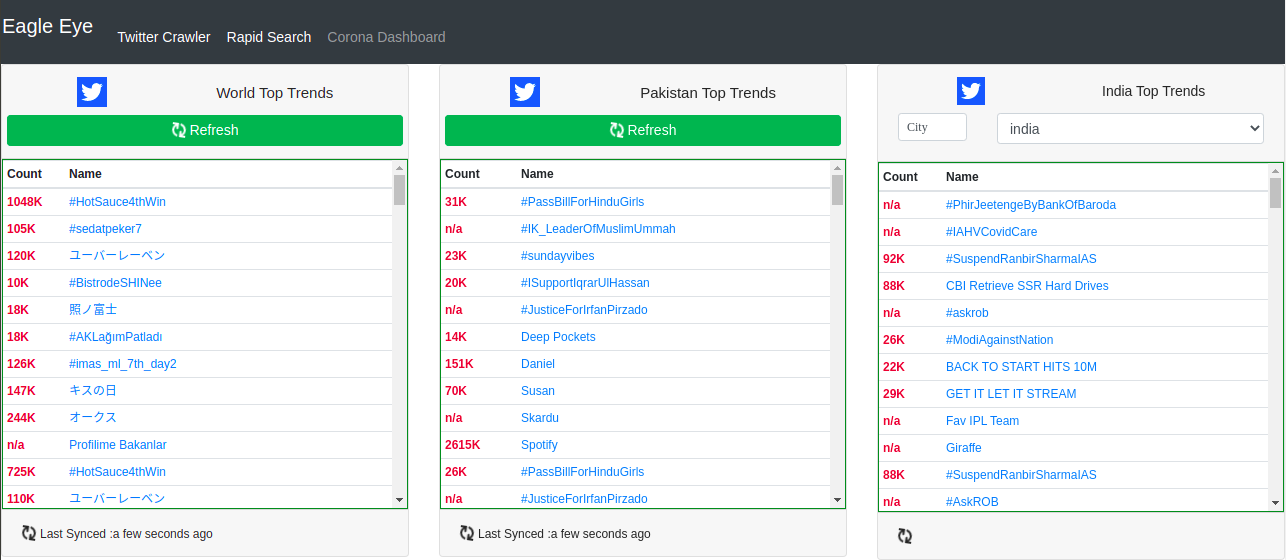 Eagle Eye
Twitter Crawler Rapid Search Corona Dashboard
World Top Trends
Refresh
Count Name
1048K #HotSauce4thWin
105K #sedatpeker7
120K ユーバーレーベン
10K #BistrodeSHINee
18K 照ノ富士
18K #AKLağımPatladı
126K #imas_ml_7th_day2
147K キスの日
244K オークス
n/a Profilime Bakanlar
725K #HotSauce4thWin
110K ユーバーレーベン
Last Synced :a few seconds ago
Pakistan Top Trends
Refresh
Count Name
31K #PassBillForHinduGirls
n/a #IK_LeaderOfMuslimUmmah
23K #sundayvibes
20K #ISupportIqrarUlHassan
n/a #JusticeForIrfanPirzado
14K Deep Pockets
151K Daniel
70K Susan
n/a Skardu
2615K Spotify
26K #PassBillForHinduGirls
n/a #JusticeForIrfanPirzado
Last Synced :a few seconds ago
India Top Trends
City india
Count Name
n/a #PhirJeetengeByBankOfBaroda
n/a #IAHVCovidCare
92K #SuspendRanbirSharmaIAS
88K CBI Retrieve SSR Hard Drives
n/a #askrob
26K #ModiAgainstNation
22K BACK TO START HITS 10M
29K GET IT LET IT STREAM
n/a Fav IPL Team
n/a Giraffe
88K #SuspendRanbirSharmaIAS
n/a #AskROB